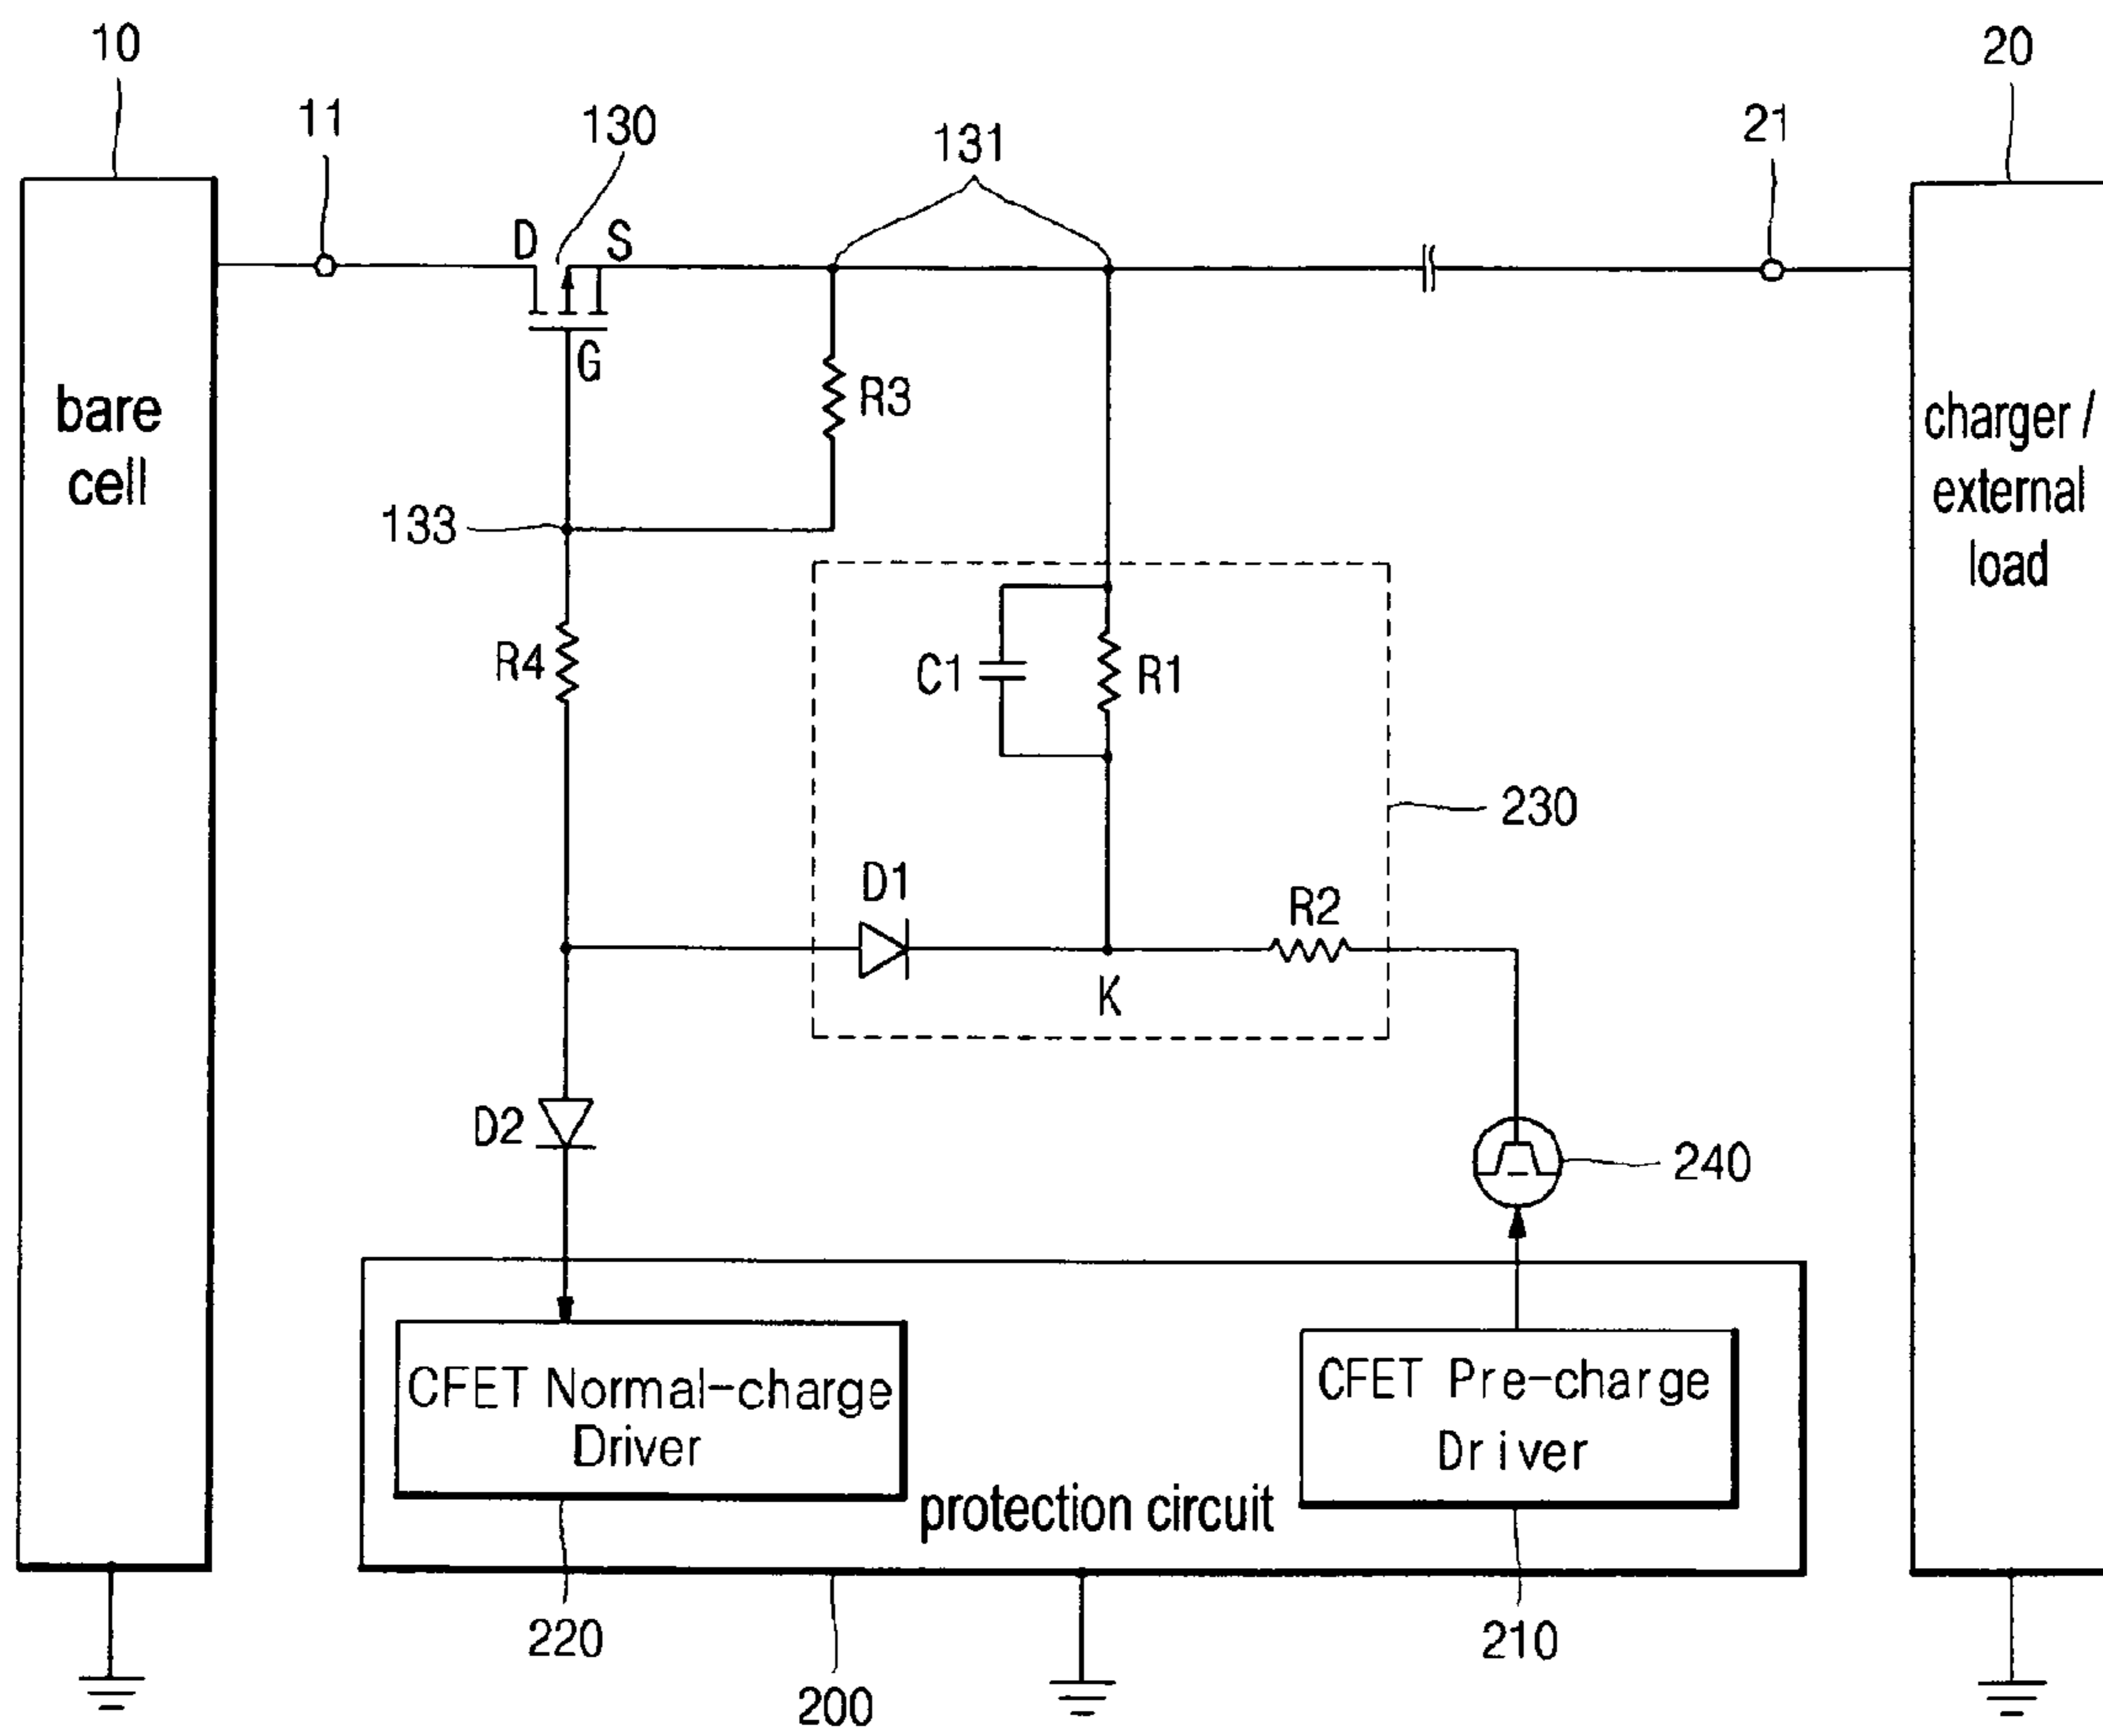 10
20
11
130
131
21
D
S
G
R3
bare
cell
charger /
external
load
133
R4
C1
R1
230
D1
R2
K
D2
240
CFET Normal-charge
Driver
CFET Pre-charge
Driver
protection circuit
220
210
200